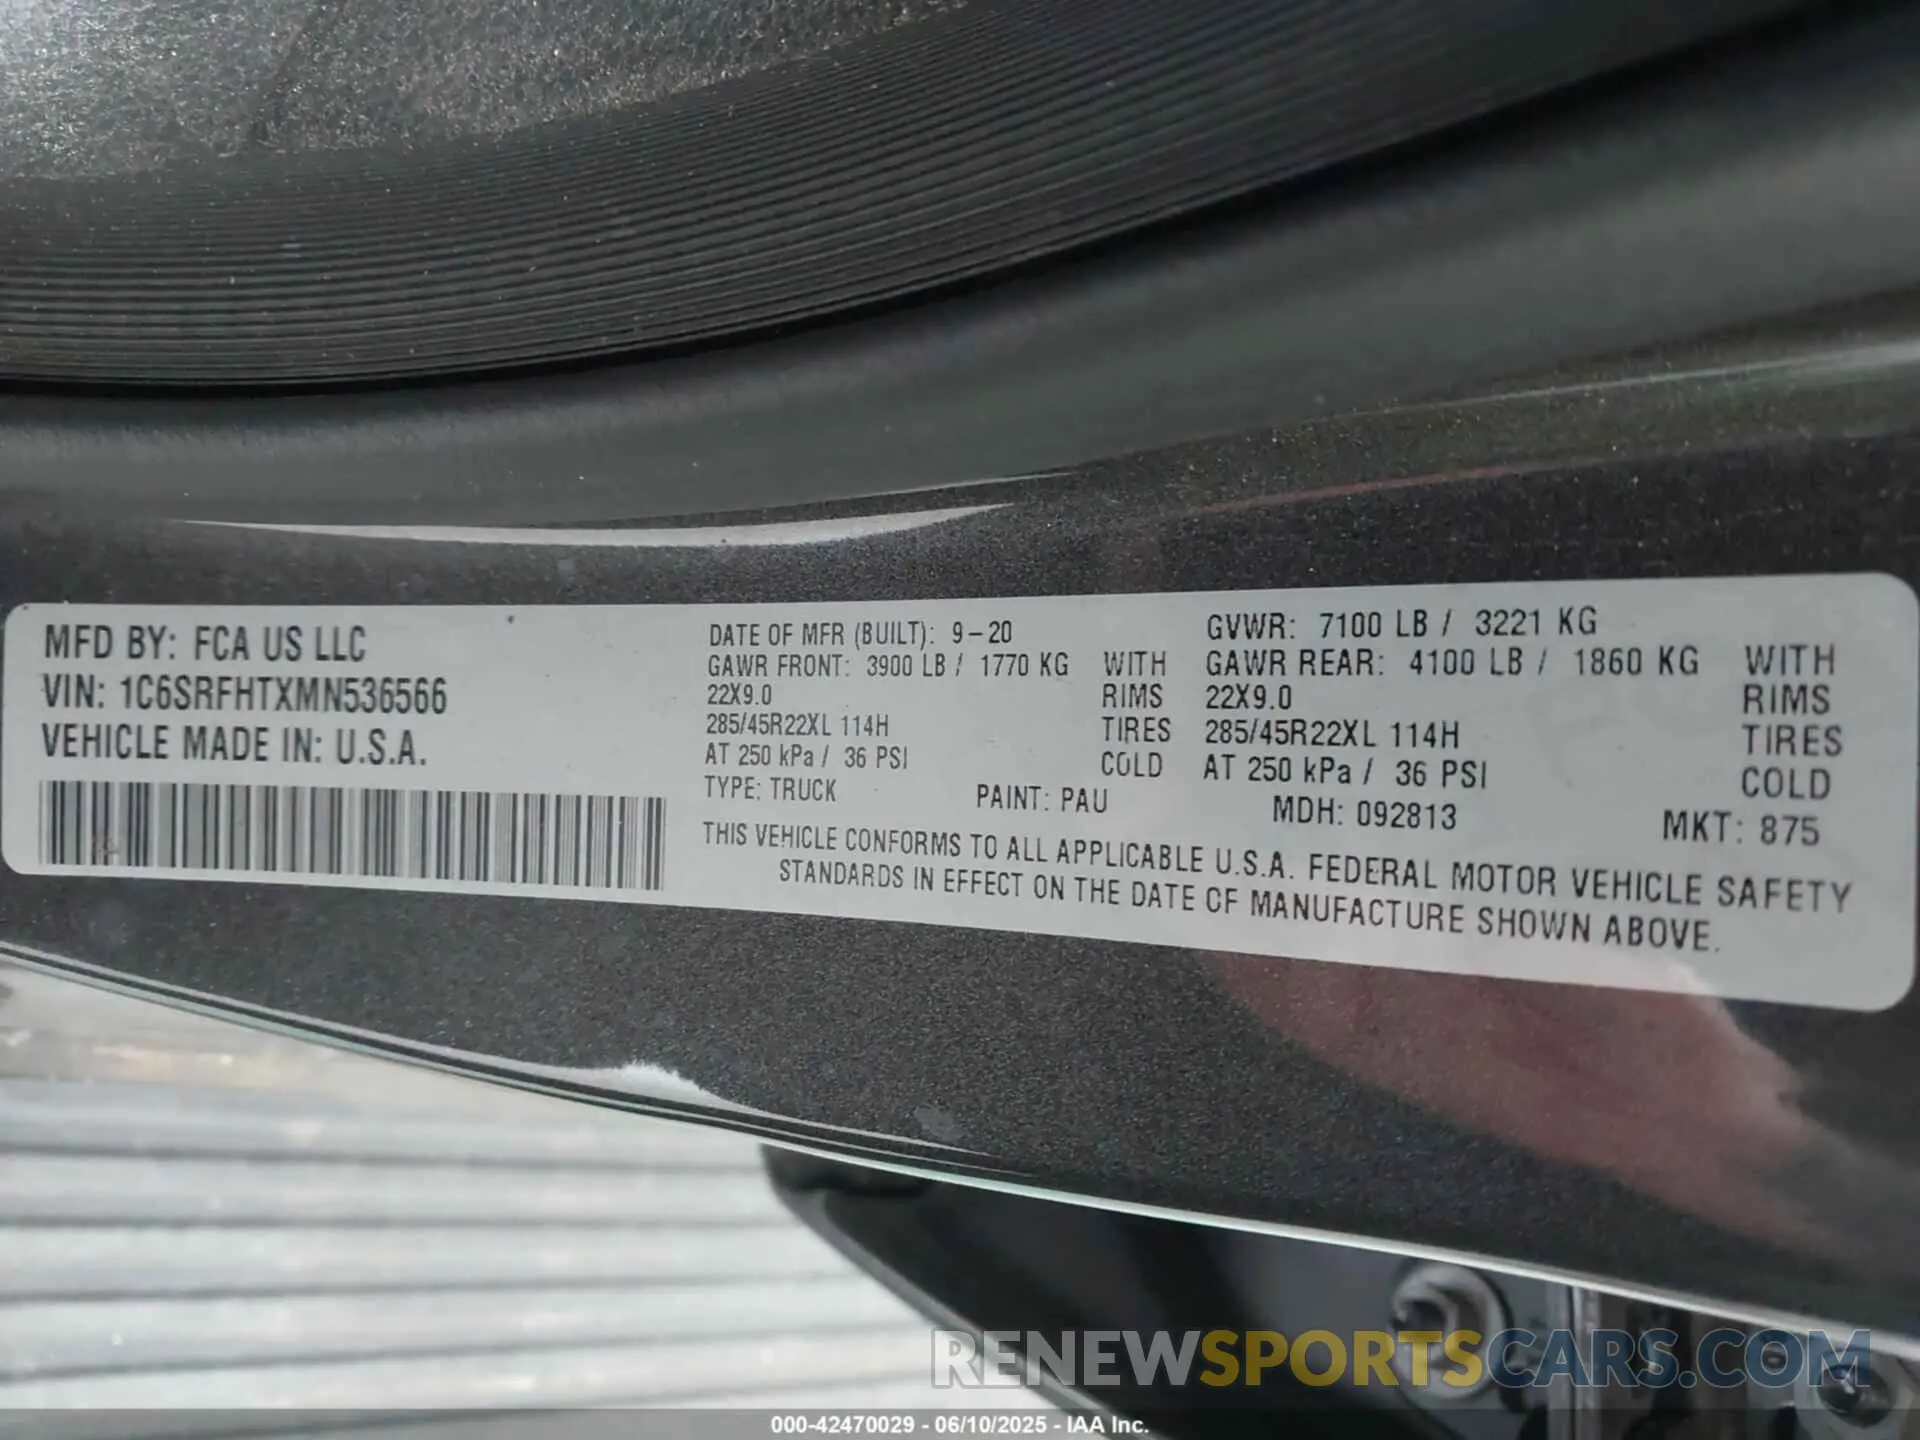 MFD BY: FCA US LLC
VIN: 1C6SRFHTXMN536566
VEHICLE MADE IN: U.S.A.
DATE OF MFR (BUILT): 9-20
GVWR: 7100 LB / 3221 KG
GAWR FRONT: 3900 LB / 1770 KG WITH
22X9.0 RIMS
285/45R22XL 114H TIRES
AT 250 kPa / 36 PSI COLD
GAWR REAR: 4100 LB / 1860 KG WITH
22X9.0 RIMS
285/45R22XL 114H TIRES
AT 250 kPa / 36 PSI COLD
TYPE: TRUCK PAINT: PAU MDH: 092813 MKT: 875
THIS VEHICLE CONFORMS TO ALL APPLICABLE U.S.A. FEDERAL MOTOR VEHICLE SAFETY
STANDARDS IN EFFECT ON THE DATE OF MANUFACTURE SHOWN ABOVE.
RENEWSPORTSCARS.COM
000-42470029 - 06/10/2025 - IAA Inc.